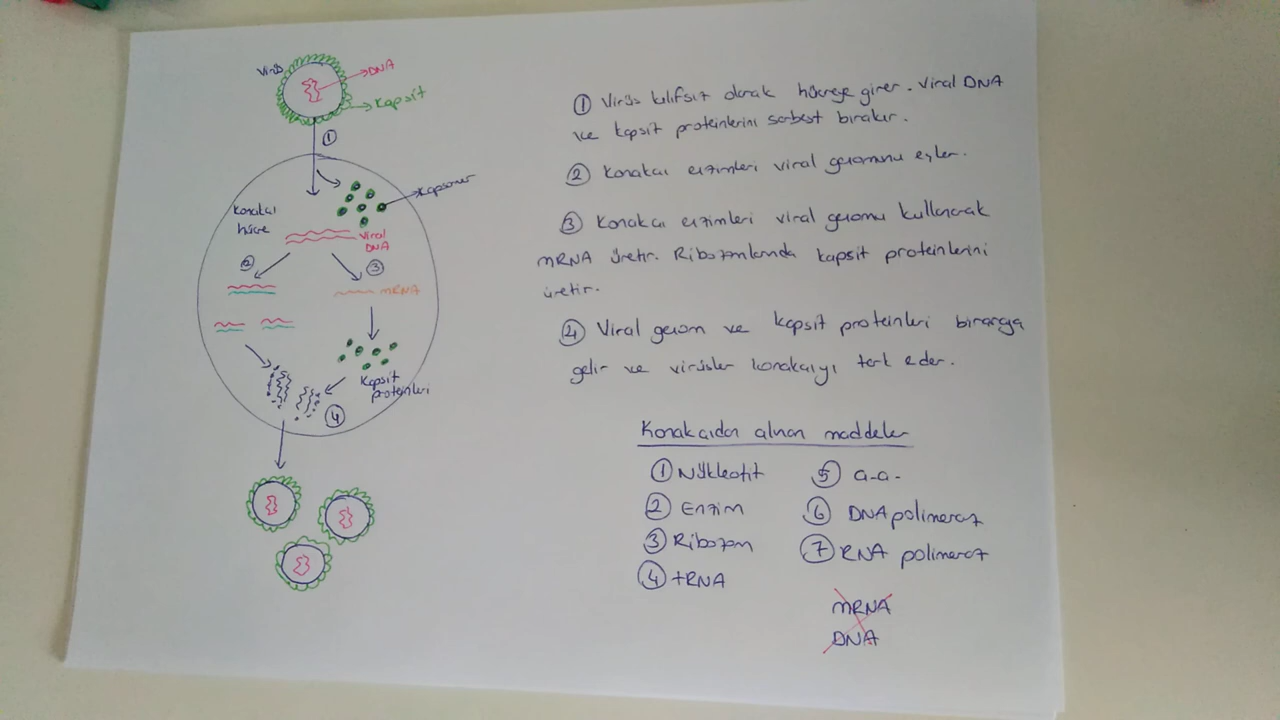 Virüs
DNA
Kapsit
①
Kapsomer
Konakçı
hücre
viral
DNA
②
③
mRNA
Kapsit
proteinleri
④
① Virüs kılıfsız olarak hücreye girer. Viral DNA
ve kapsit proteinlerini serbest bırakır.
② Konakçı enzimleri viral genomunu eşler.
③ Konakçı enzimleri viral genomu kullanarak
mRNA üretir. Ribozomlarında kapsit proteinlerini
üretir.
④ Viral genom ve kapsit proteinleri biraraya
gelir ve virüsler konakçıyı terk eder.
Konakçıdan alınan maddeler
① Nükleotit
② Enzim
③ Ribozom
④ tRNA
⑤ a.a.
⑥ DNA polimeraz
⑦ RNA polimeraz
mRNA
DNA